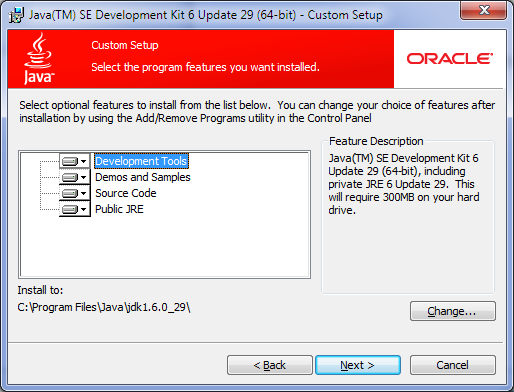 Java(TM) SE Development Kit 6 Update 29 (64-bit) - Custom Setup
Java™
Custom Setup
Select the program features you want installed.
ORACLE®
Select optional features to install from the list below. You can change your choice of features after
installation by using the Add/Remove Programs utility in the Control Panel
Development Tools
Demos and Samples
Source Code
Public JRE
Feature Description
Java(TM) SE Development Kit 6
Update 29 (64-bit), including
private JRE 6 Update 29. This
will require 300MB on your hard
drive.
Install to:
C:\Program Files\Java\jdk1.6.0_29\
Change...
< Back
Next >
Cancel